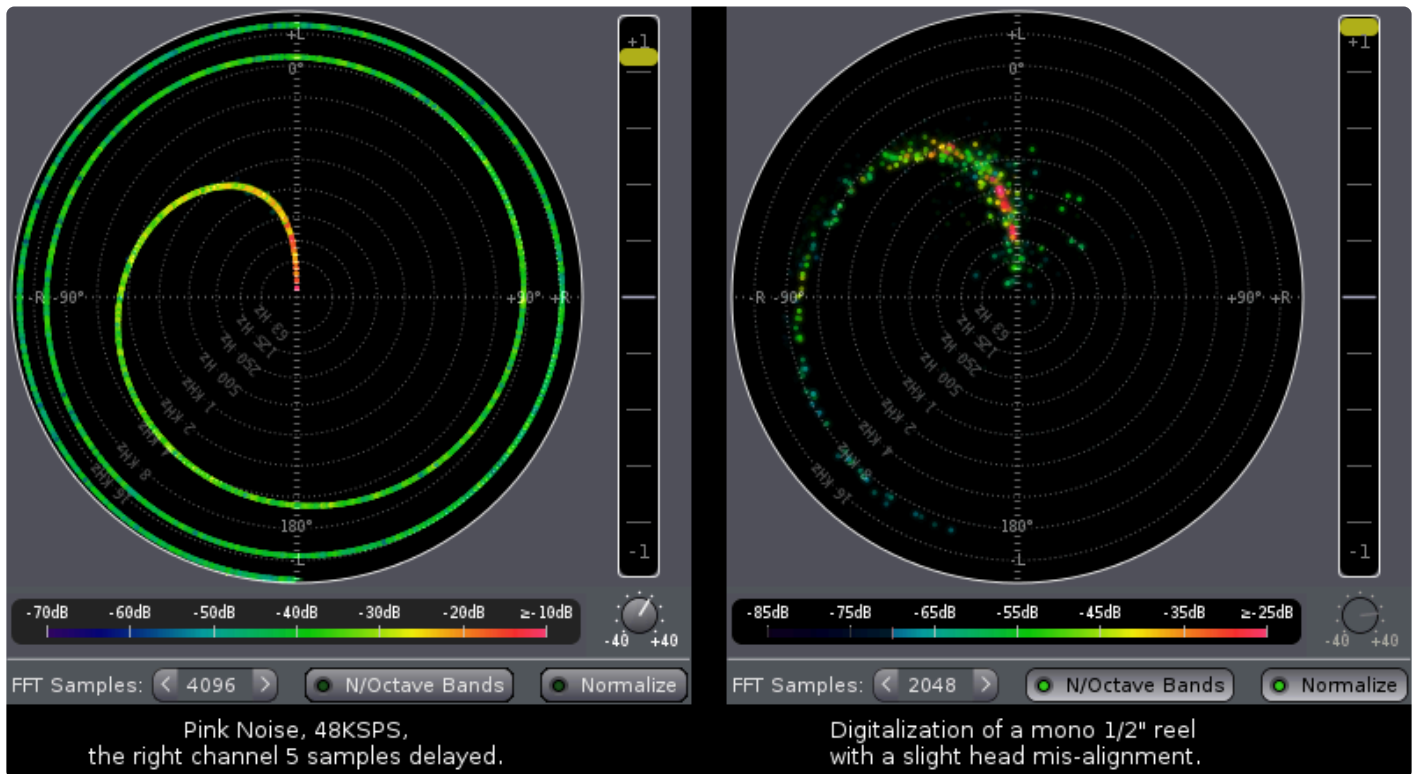 +L
0°
-R -90°
+90° +R
63 Hz
125 Hz
250 Hz
500 Hz
1 KHz
2 KHz
4 KHz
8 KHz
16 KHz
180°
-L
+1
-1
-70dB -60dB -50dB -40dB -30dB -20dB ≥-10dB
-40 +40
FFT Samples: < 4096 > N/Octave Bands Normalize
Pink Noise, 48KSPS,
the right channel 5 samples delayed.
+L
0°
-R -90°
+90° +R
63 Hz
125 Hz
250 Hz
500 Hz
1 KHz
2 KHz
4 KHz
8 KHz
16 KHz
180°
-L
+1
-1
-85dB -75dB -65dB -55dB -45dB -35dB ≥-25dB
-40 +40
FFT Samples: < 2048 > N/Octave Bands Normalize
Digitalization of a mono 1/2" reel
with a slight head mis-alignment.